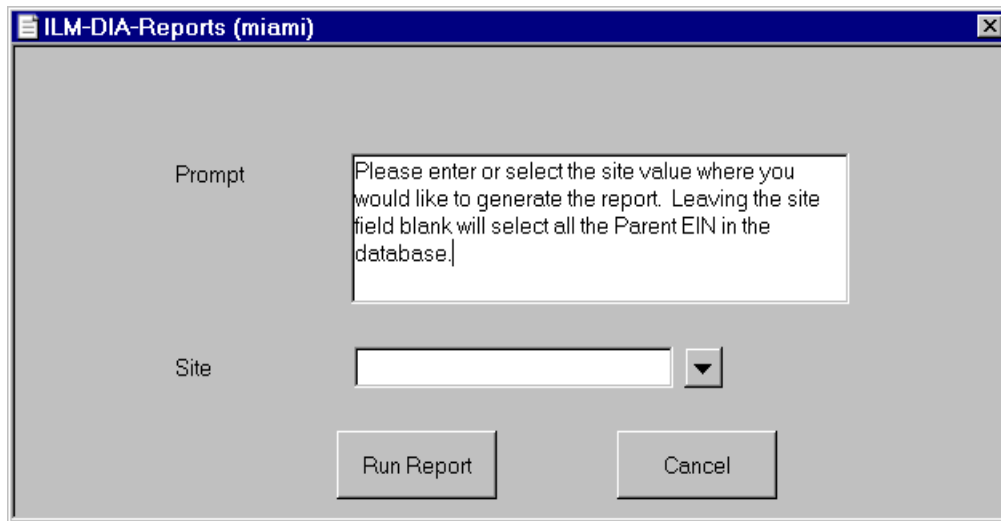 ILM-DIA-Reports (miami)
Prompt
Please enter or select the site value where you
would like to generate the report.  Leaving the site
field blank will select all the Parent EIN in the
database.
Site
Run Report
Cancel